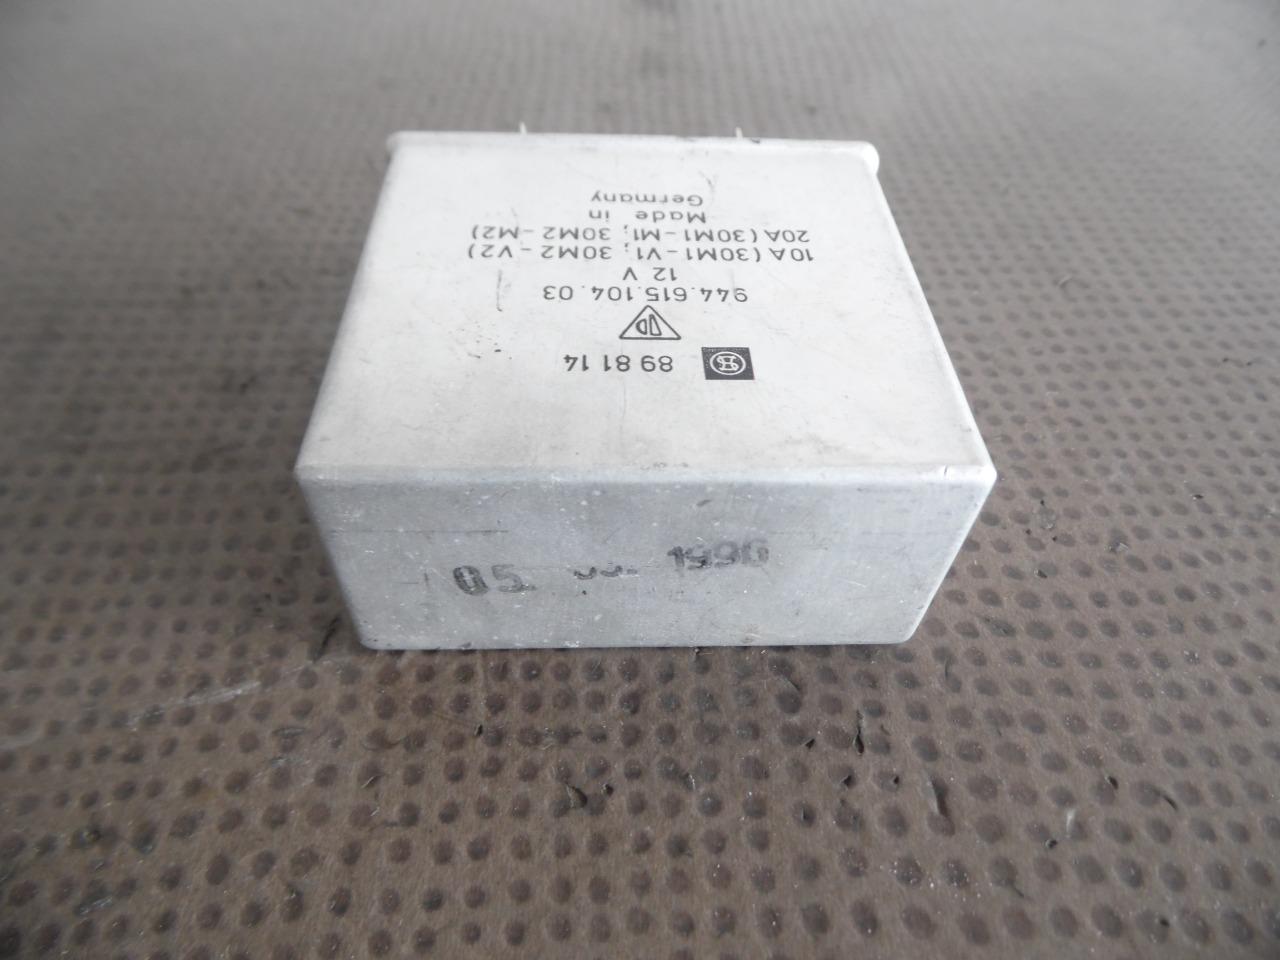 89 81 14
944.615.104.03
12 V
10A (30M1-V1; 30M2-V2)
20A (30M1-M1; 30M2-M2)
Made in
Germany
05. 1996